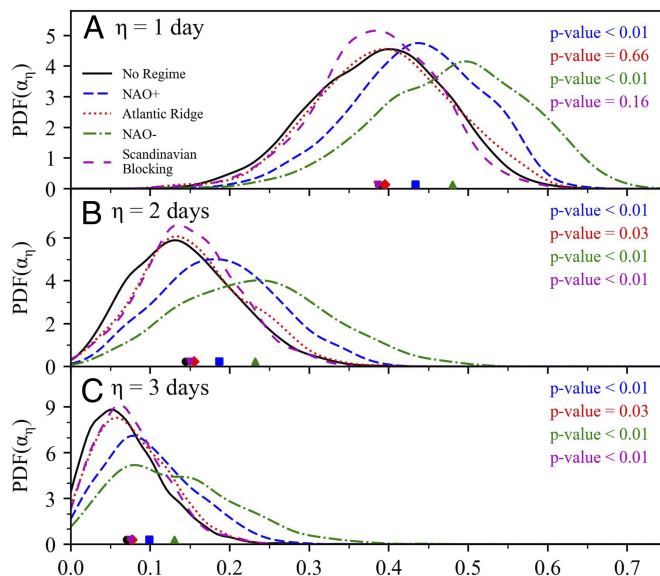 A η = 1 day
PDF(αη)
5
4
3
2
1
0
No Regime
NAO+
Atlantic Ridge
NAO-
Scandinavian
Blocking
p-value < 0.01
p-value = 0.66
p-value < 0.01
p-value = 0.16
B η = 2 days
PDF(αη)
6
4
2
0
p-value < 0.01
p-value = 0.03
p-value < 0.01
p-value < 0.01
C η = 3 days
PDF(αη)
9
6
3
0
p-value < 0.01
p-value = 0.03
p-value < 0.01
p-value < 0.01
0.0 0.1 0.2 0.3 0.4 0.5 0.6 0.7